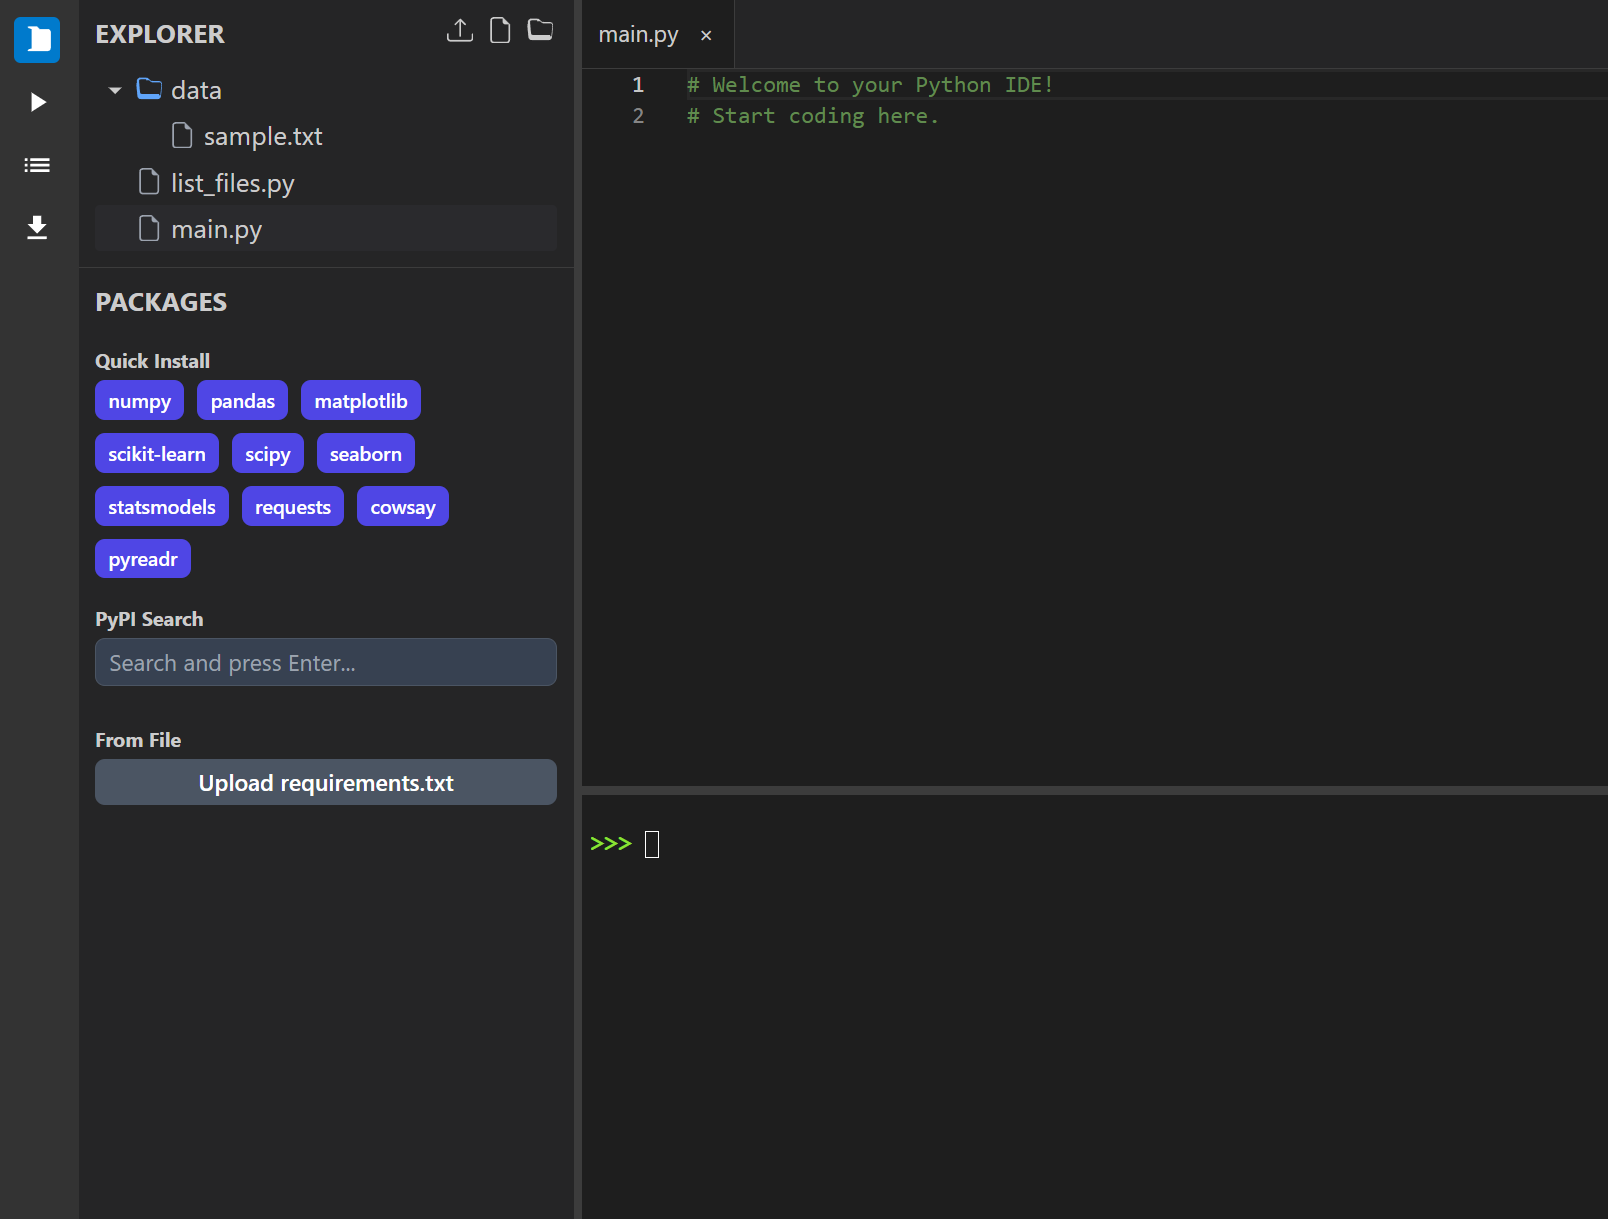 EXPLORER
data
sample.txt
list_files.py
main.py
PACKAGES
Quick Install
numpy pandas matplotlib
scikit-learn scipy seaborn
statsmodels requests cowsay
pyreadr
PyPI Search
Search and press Enter...
From File
Upload requirements.txt
main.py ×
1 # Welcome to your Python IDE!
2 # Start coding here.
>>>